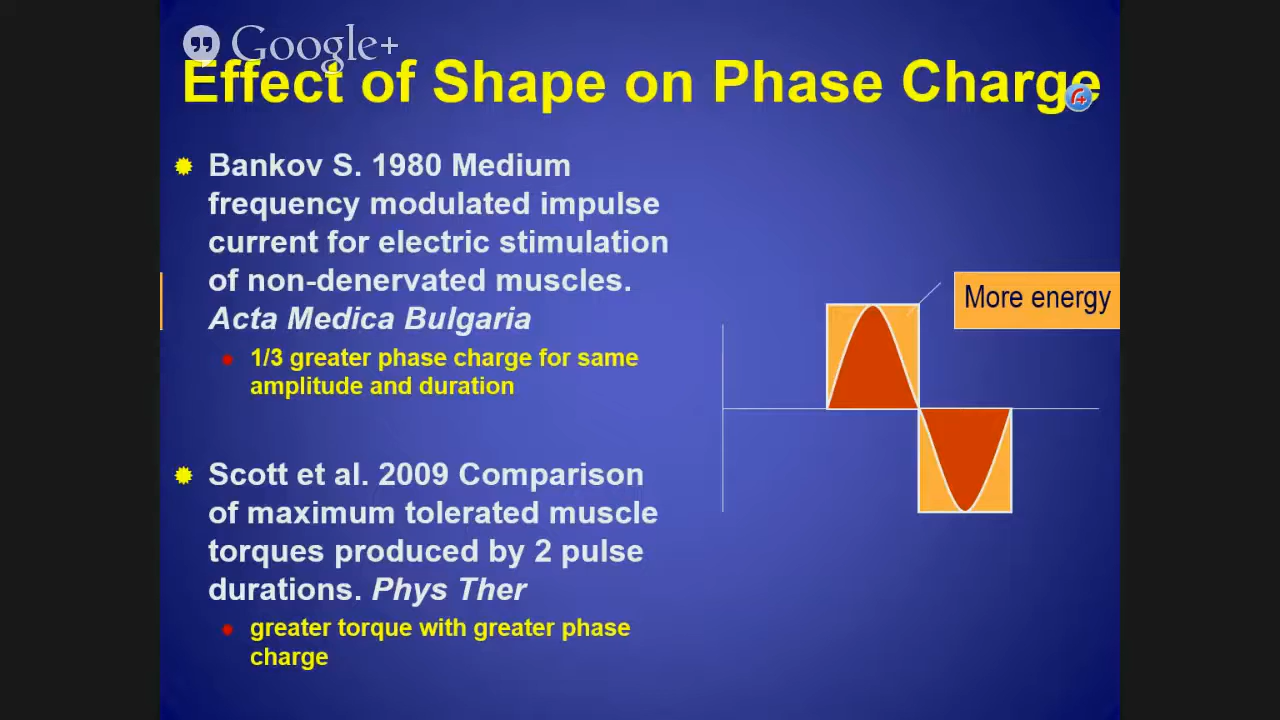 Google+
Effect of Shape on Phase Charge
Bankov S. 1980 Medium
frequency modulated impulse
current for electric stimulation
of non-denervated muscles.
Acta Medica Bulgaria
1/3 greater phase charge for same
amplitude and duration
More energy
Scott et al. 2009 Comparison
of maximum tolerated muscle
torques produced by 2 pulse
durations. Phys Ther
greater torque with greater phase
charge